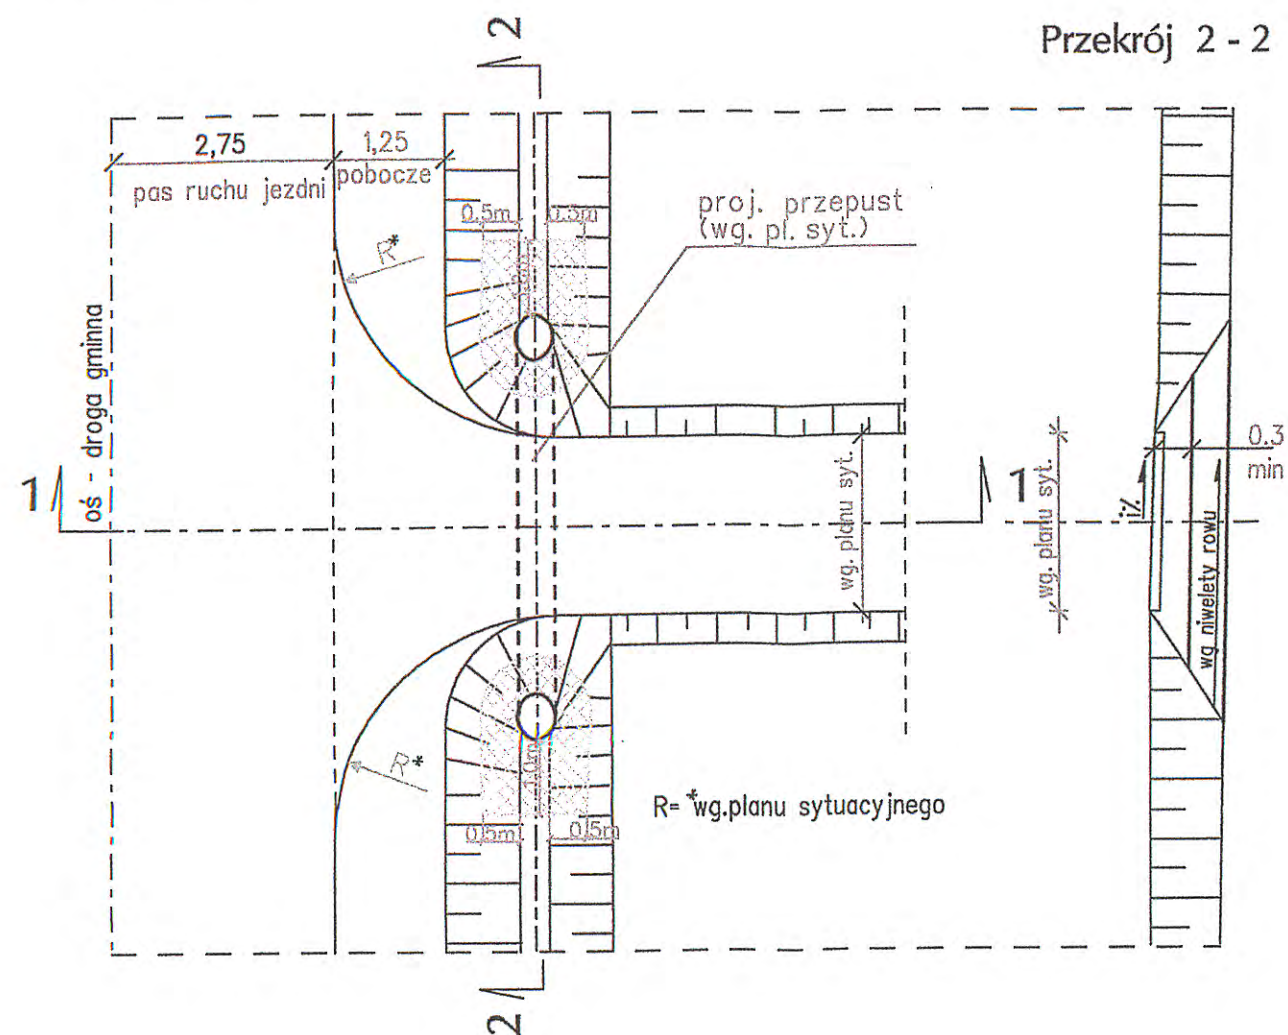 2
Przekrój 2 - 2
2,75
1,25
pas ruchu jezdni
pobocze
0.5m
0.5m
proj. przepust
(wg. pl. syt.)
R*
oś - droga gminna
1
1
wg. planu syt.
wg. planu syt.
i%
0.3
min
wg niwelety rowu
R*
1.0m
R= *wg.planu sytuacyjnego
0.5m
0.5m
2